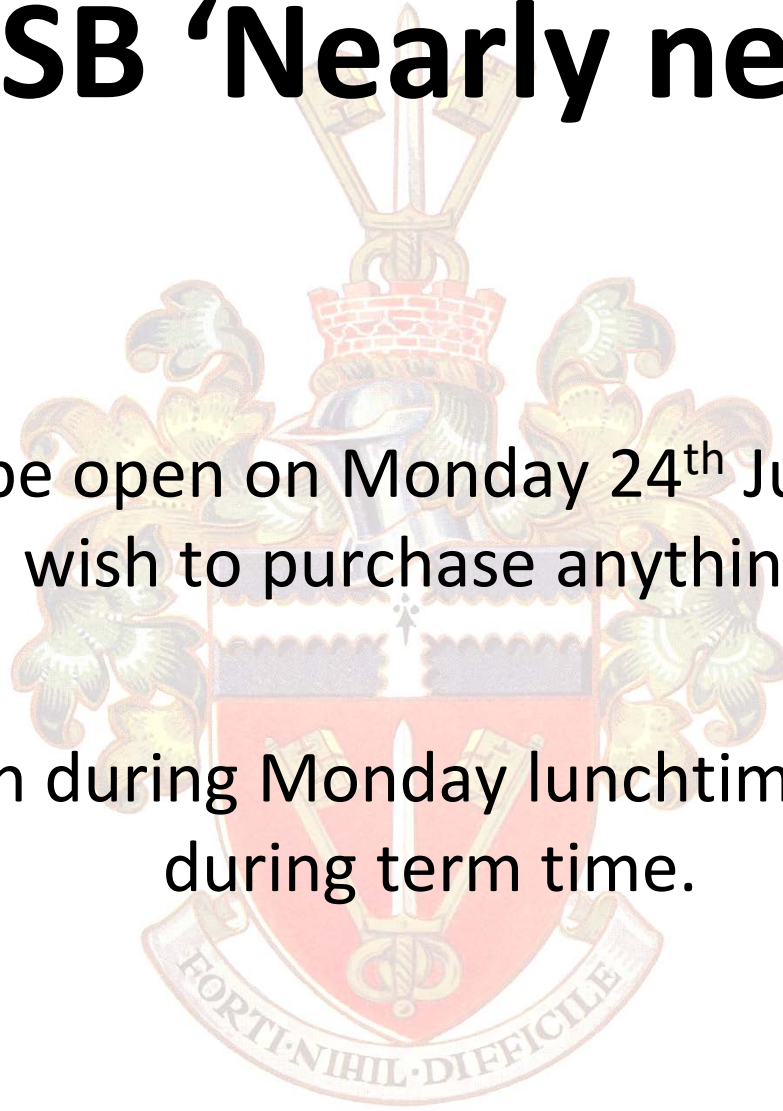 SB ‘Nearly ne
be open on Monday 24th Ju
wish to purchase anythin
n during Monday lunchtim
during term time.
FORTI·NIHIL·DIFFICILE